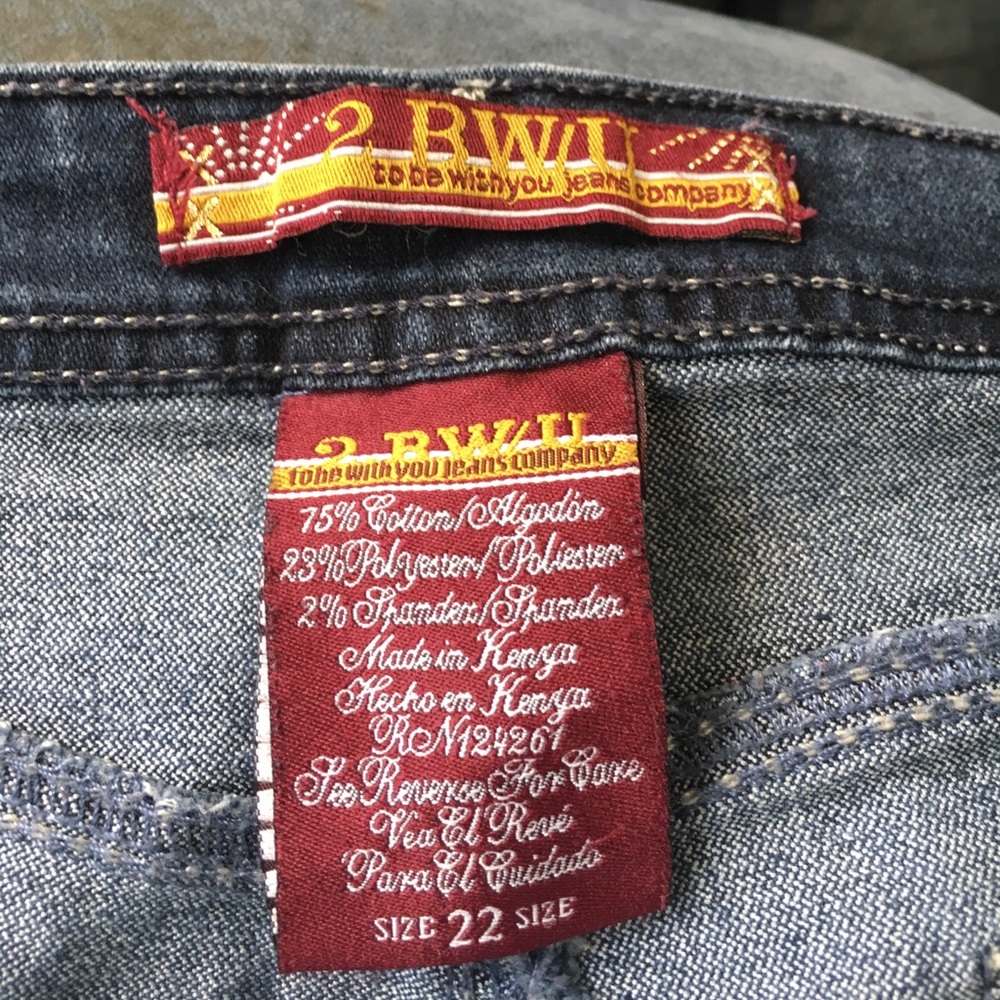 2 BW/U
to be with you jeans company
2 BW/U
to be with you jeans company
75% Cotton/Algodón
23% Polyester/Poliester
2% Spandex/Spandex
Made in Kenya
Hecho en Kenya
RN124261
See Reverse For Care
Vea El Revé
Para El Cuidado
SIZE 22 SIZE